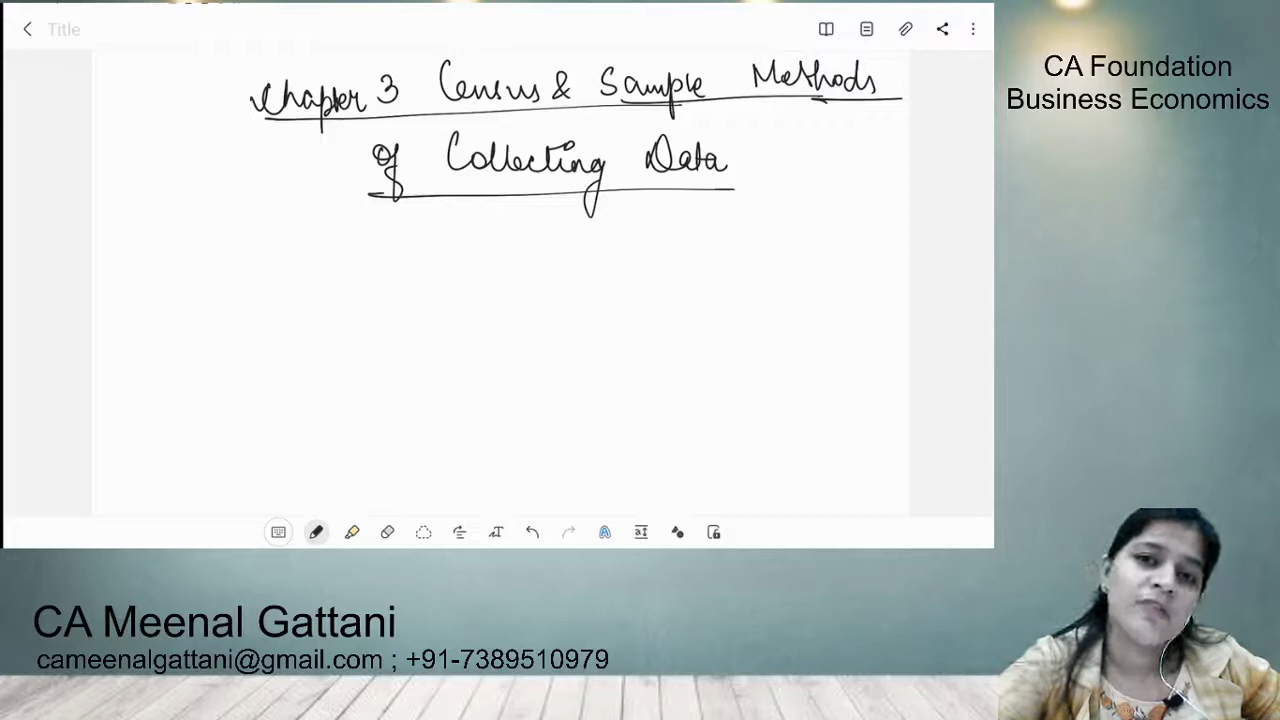 Title
Chapter 3 Census & Sample Methods
Of Collecting Data
CA Foundation
Business Economics
CA Meenal Gattani
cameenalgattani@gmail.com ; +91-7389510979